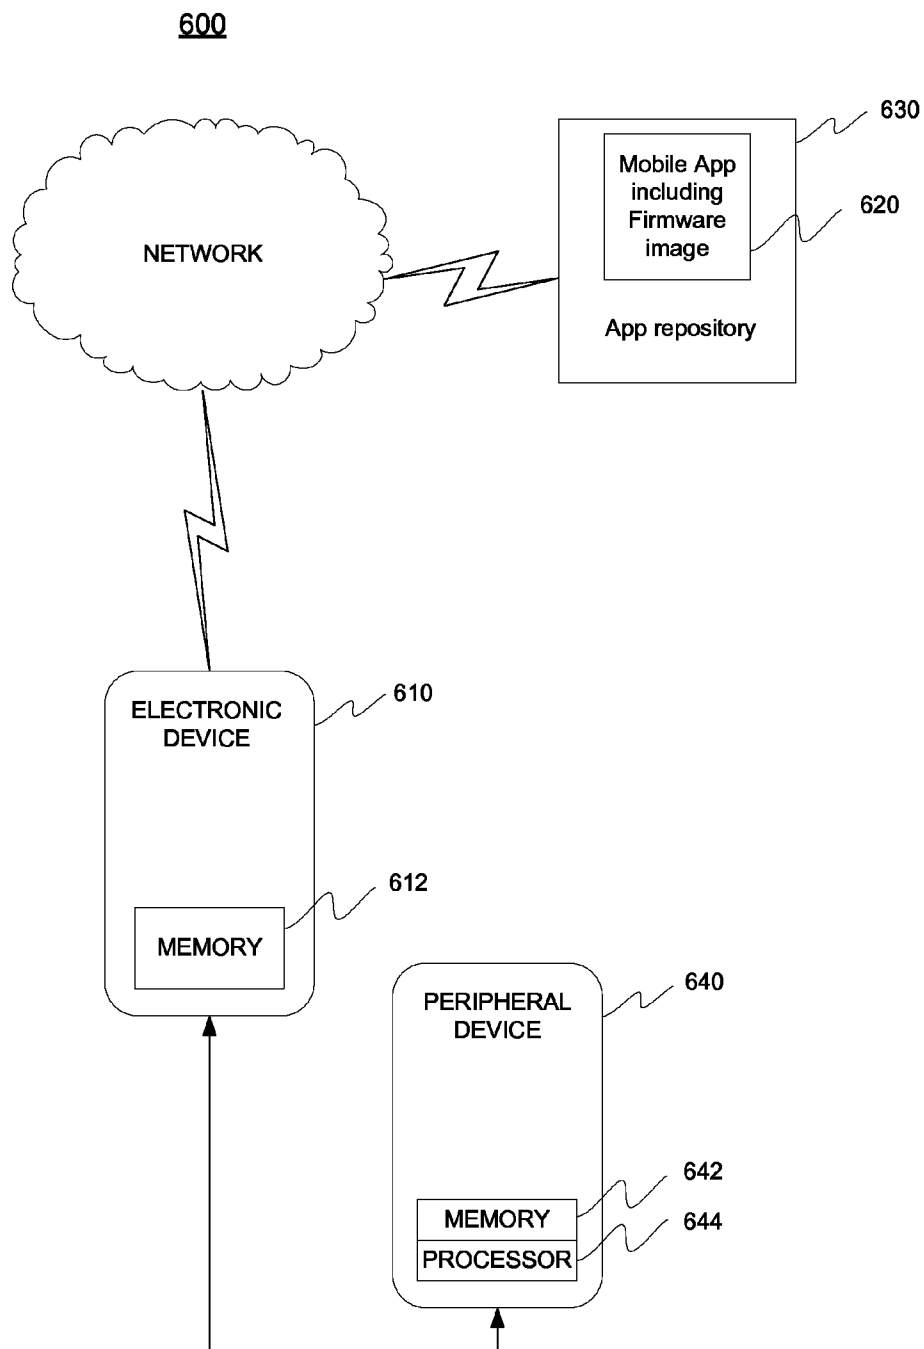 600
630
Mobile App
including
Firmware
image
620
NETWORK
App repository
610
ELECTRONIC
DEVICE
612
MEMORY
640
PERIPHERAL
DEVICE
642
MEMORY
644
PROCESSOR